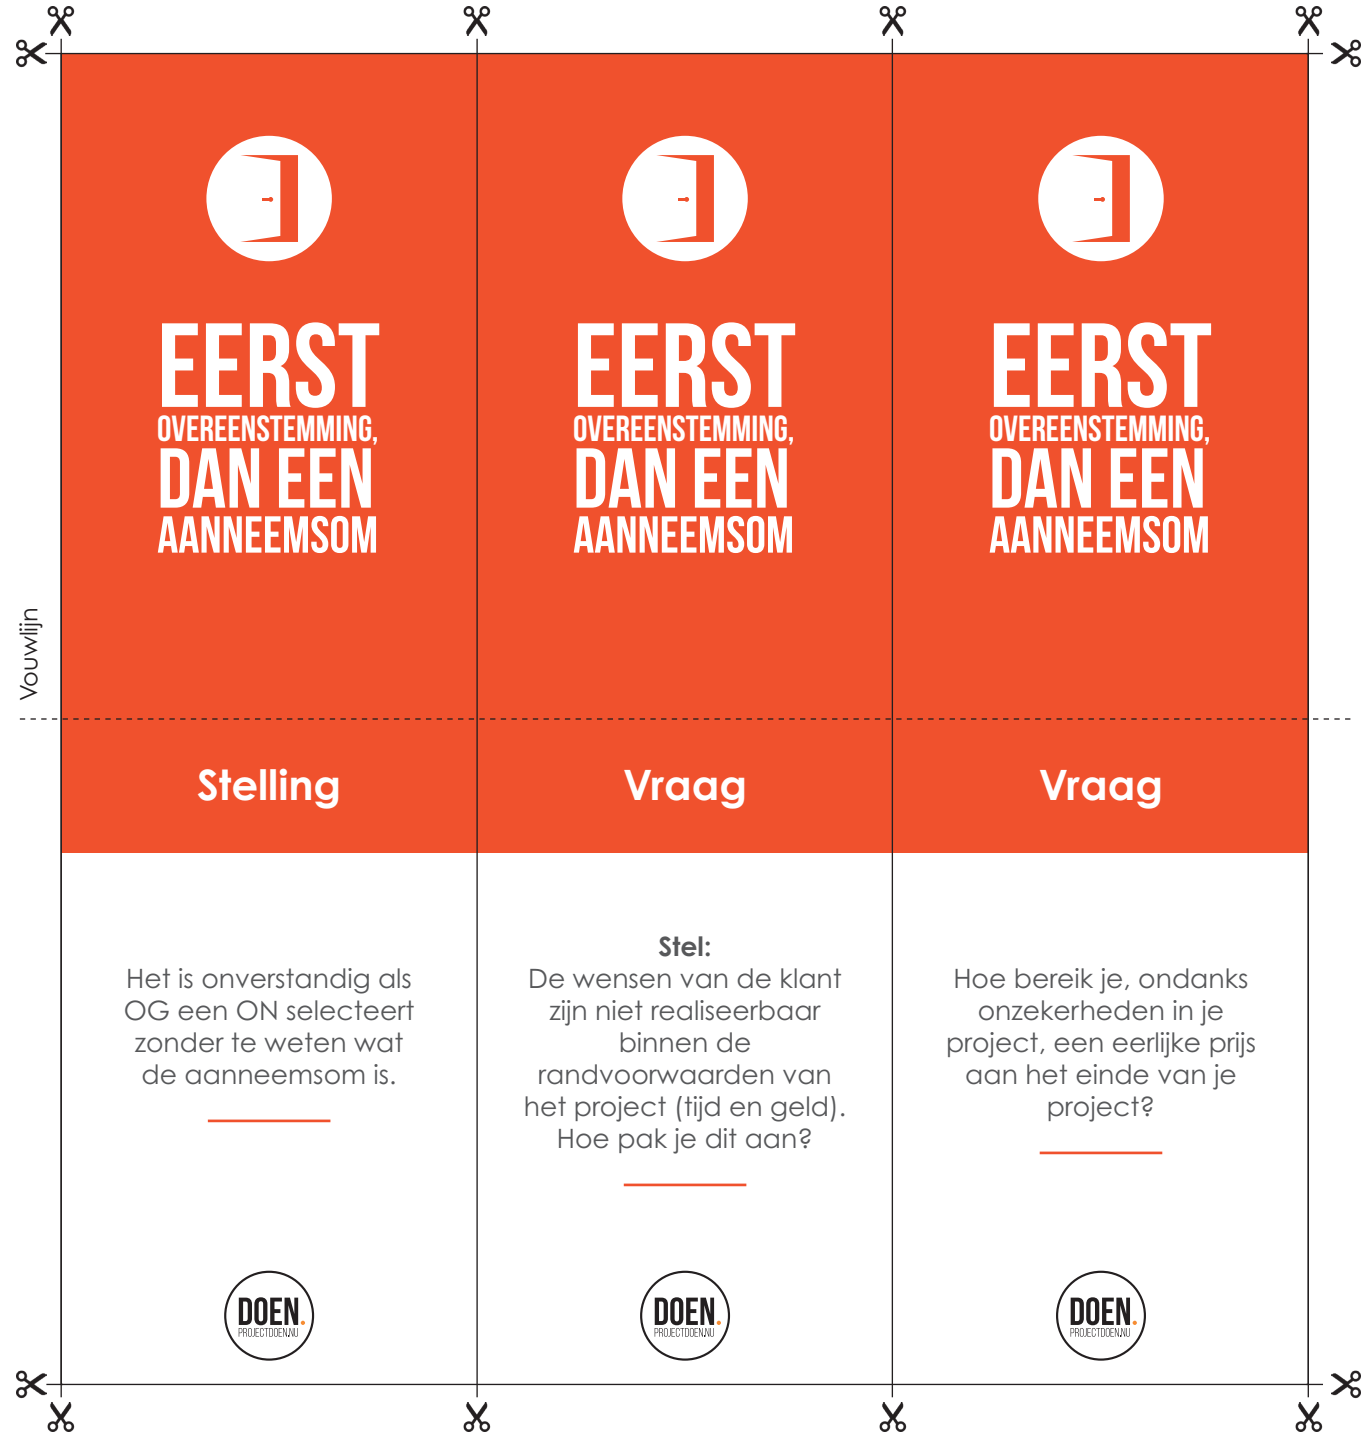 EERST
OVEREENSTEMMING,
DAN EEN
AANNEEMSOM
EERST
OVEREENSTEMMING,
DAN EEN
AANNEEMSOM
EERST
OVEREENSTEMMING,
DAN EEN
AANNEEMSOM
Vouwlijn
Stelling
Het is onverstandig als
OG een ON selecteert
zonder te weten wat
de aanneemsom is.
DOEN.
PROJECTDOEN.NU
Vraag
Stel:
De wensen van de klant
zijn niet realiseerbaar
binnen de
randvoorwaarden van
het project (tijd en geld).
Hoe pak je dit aan?
DOEN.
PROJECTDOEN.NU
Vraag
Hoe bereik je, ondanks
onzekerheden in je
project, een eerlijke prijs
aan het einde van je
project?
DOEN.
PROJECTDOEN.NU